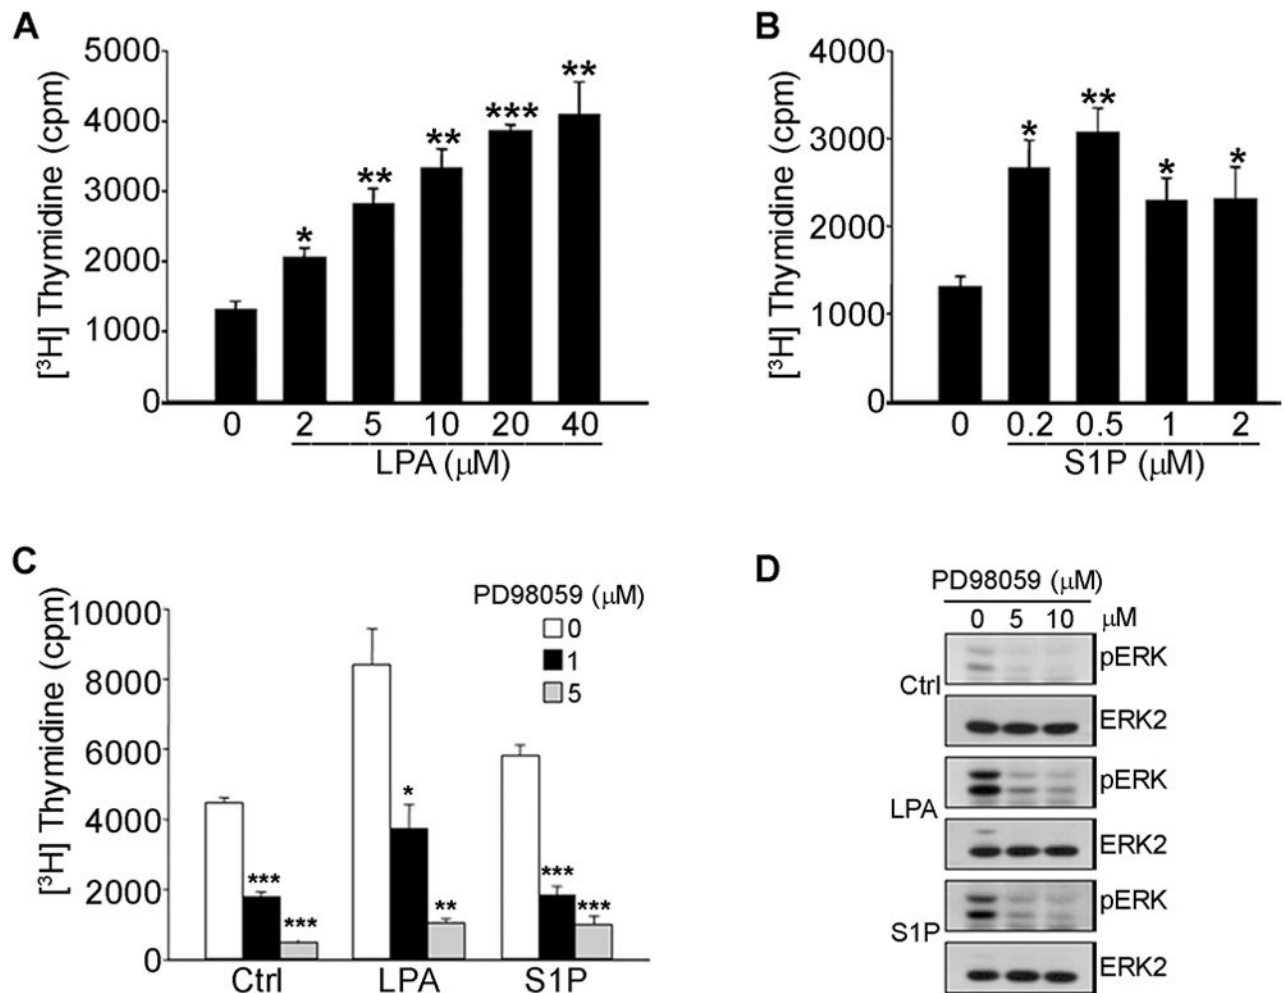 A
[³H] Thymidine (cpm)
5000
4000
3000
2000
1000
0
* ** ** *** **
0 2 5 10 20 40
LPA (μM)
B
[³H] Thymidine (cpm)
4000
3000
2000
1000
0
* ** * *
0 0.2 0.5 1 2
S1P (μM)
C
[³H] Thymidine (cpm)
10000
8000
6000
4000
2000
0
PD98059 (μM)
0
1
5
*** *** * ** *** ***
Ctrl LPA S1P
D
PD98059 (μM)
0 5 10 μM
Ctrl
pERK
ERK2
LPA
pERK
ERK2
S1P
pERK
ERK2